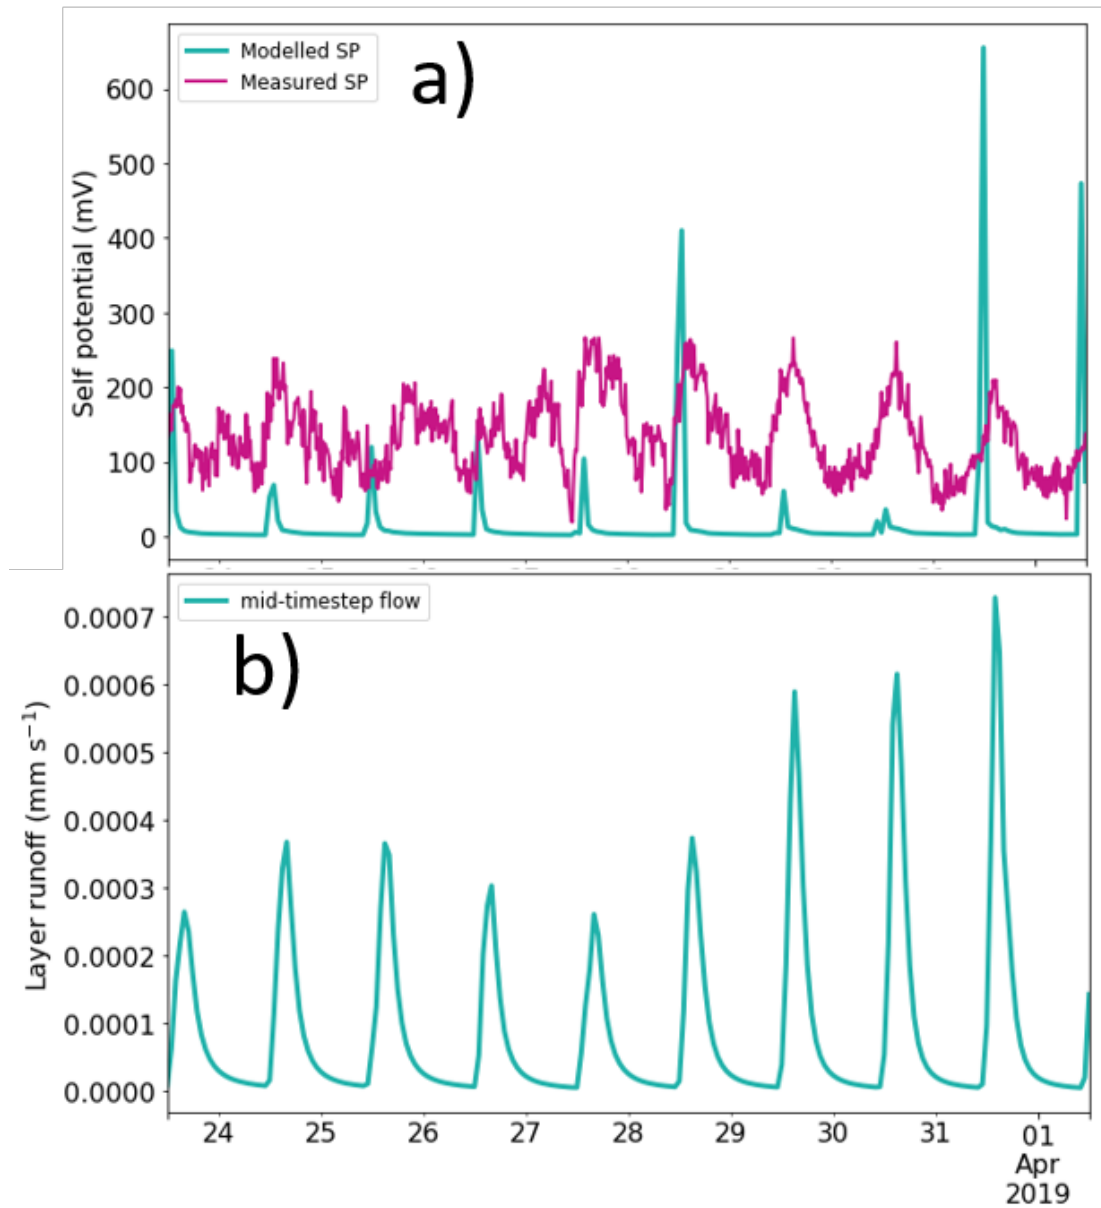 Modelled SP
Measured SP
a)
600
500
400
300
200
100
0
Self potential (mV)
mid-timestep flow
b)
0.0007
0.0006
0.0005
0.0004
0.0003
0.0002
0.0001
0.0000
Layer runoff (mm s⁻¹)
24 25 26 27 28 29 30 31 01
Apr
2019